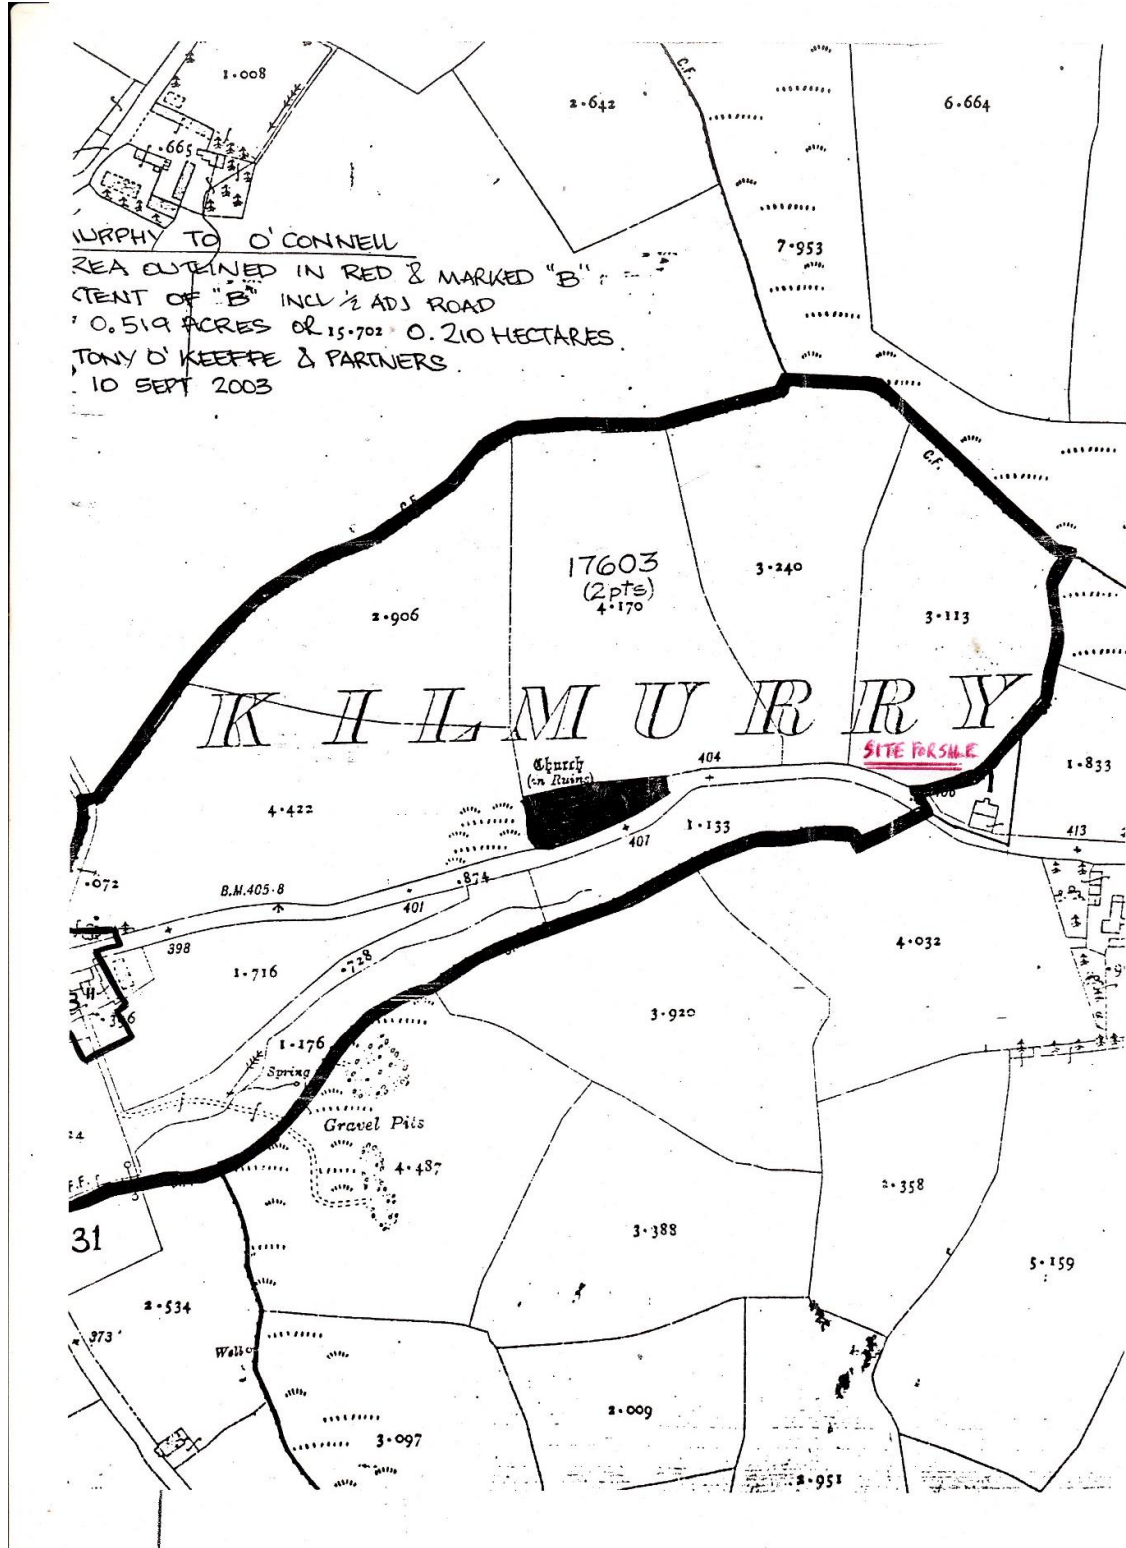 1·008
C.F.
2·642
6·664
·665
7·953
URPHY TO O'CONNELL
REA OUTLINED IN RED & MARKED "B"
TENT OF "B" INCL ½ ADJ ROAD
0.519 ACRES OR 15·702 0.210 HECTARES.
TONY O'KEEFFE & PARTNERS.
10 SEPT 2003
C.F.
C.F.
17603
(2pts)
4·170
3·240
2·906
3·113
KILMURRY
SITE FOR SALE
Church
(in Ruins)
404
1·833
4·422
407
1·133
413
·072
B.M.405·8
·874
401
398
4·032
1·716
·728
3·920
1·176
Spring
Gravel Pits
24
4·487
2·358
F.F.
31
3·388
5·159
2·534
373
Well
2·009
3·097
2·951